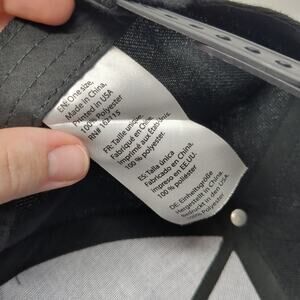 EN: One size,
Made in China,
Printed in USA
100% Polyester
RN# 162115
FR: Taille unique
Fabriqué en Chine,
imprimé aux États-Unis,
100% Polyester
ES: Talla única
Fabricado en China,
impreso en EE.UU.
100 % poliéster
DE: Einheitsgröße
Hergestellt in China,
Gedruckt in den USA
100% Polyester